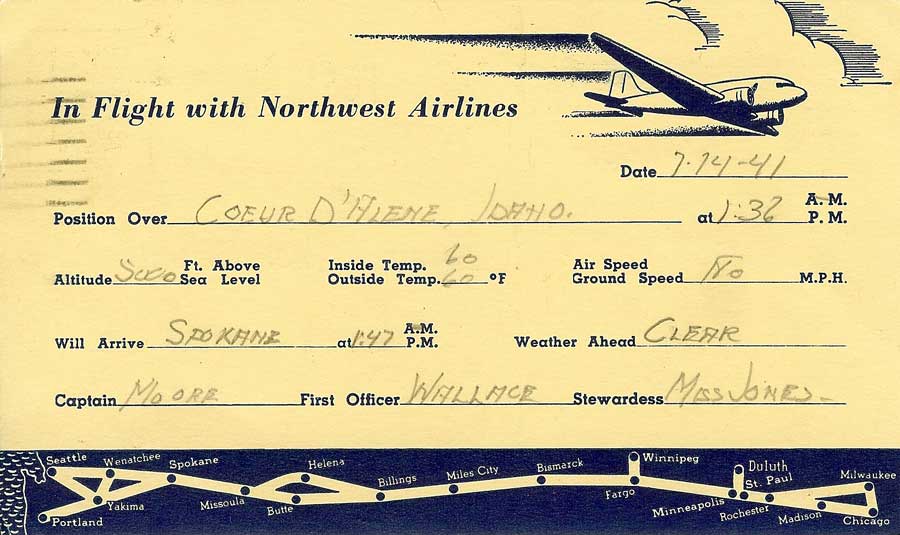 In Flight with Northwest Airlines
Date 7-14-41
Position Over COEUR D'ALENE, IDAHO. at 1:36 A.M. P.M.
Altitude 5000 Ft. Above Sea Level Inside Temp. 60 Outside Temp. 60 °F Air Speed Ground Speed M.P.H.
Will Arrive SPOKANE at 1:47 A.M. P.M. Weather Ahead CLEAR
Captain MOORE First Officer WALLACE Stewardess MISS JONES
Seattle Wenatchee Spokane Helena Billings Miles City Bismarck Winnipeg Duluth St. Paul Milwaukee
Portland Yakima Missoula Butte Fargo Minneapolis Rochester Madison Chicago